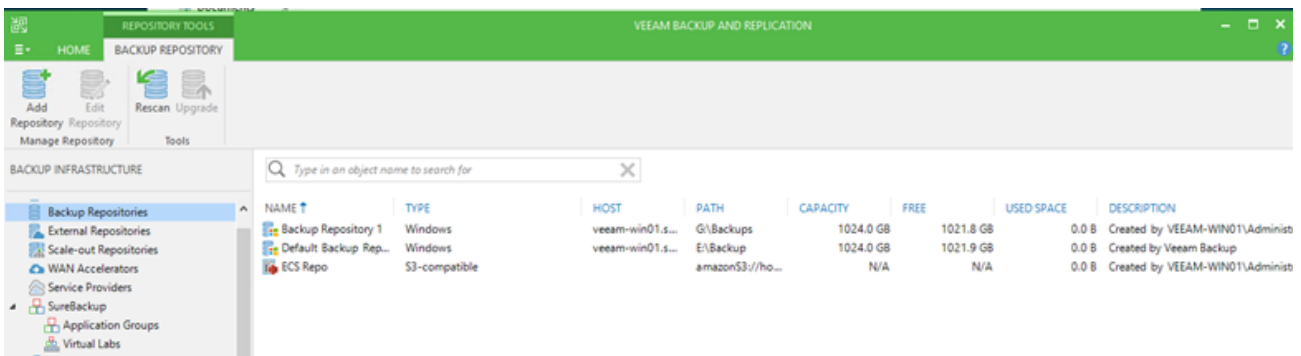 REPOSITORY TOOLS VEEAM BACKUP AND REPLICATION
HOME BACKUP REPOSITORY
Add Repository Edit Repository Rescan Upgrade
Manage Repository Tools
BACKUP INFRASTRUCTURE
Type in an object name to search for
Backup Repositories
External Repositories
Scale-out Repositories
WAN Accelerators
Service Providers
SureBackup
Application Groups
Virtual Labs
NAME TYPE HOST PATH CAPACITY FREE USED SPACE DESCRIPTION
Backup Repository 1 Windows veeam-win01.s... G:\Backups 1024.0 GB 1021.8 GB 0.0 B Created by VEEAM-WIN01\Administ
Default Backup Rep... Windows veeam-win01.s... E:\Backup 1024.0 GB 1021.9 GB 0.0 B Created by Veeam Backup
ECS Repo S3-compatible amazonS3://ho... N/A N/A 0.0 B Created by VEEAM-WIN01\Administ